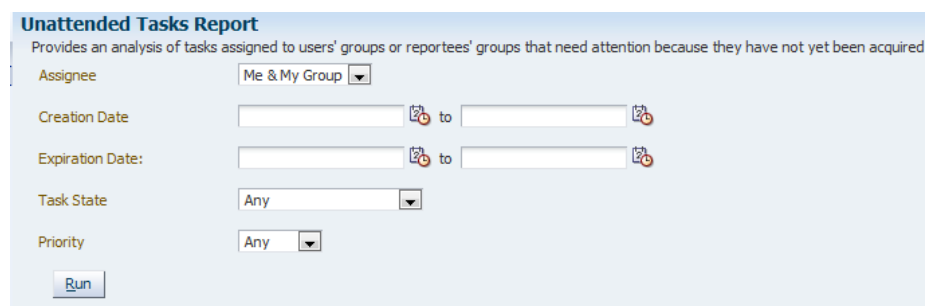 Unattended Tasks Report
Provides an analysis of tasks assigned to users' groups or reportees' groups that need attention because they have not yet been acquired
Assignee Me & My Group
Creation Date to
Expiration Date: to
Task State Any
Priority Any
Run